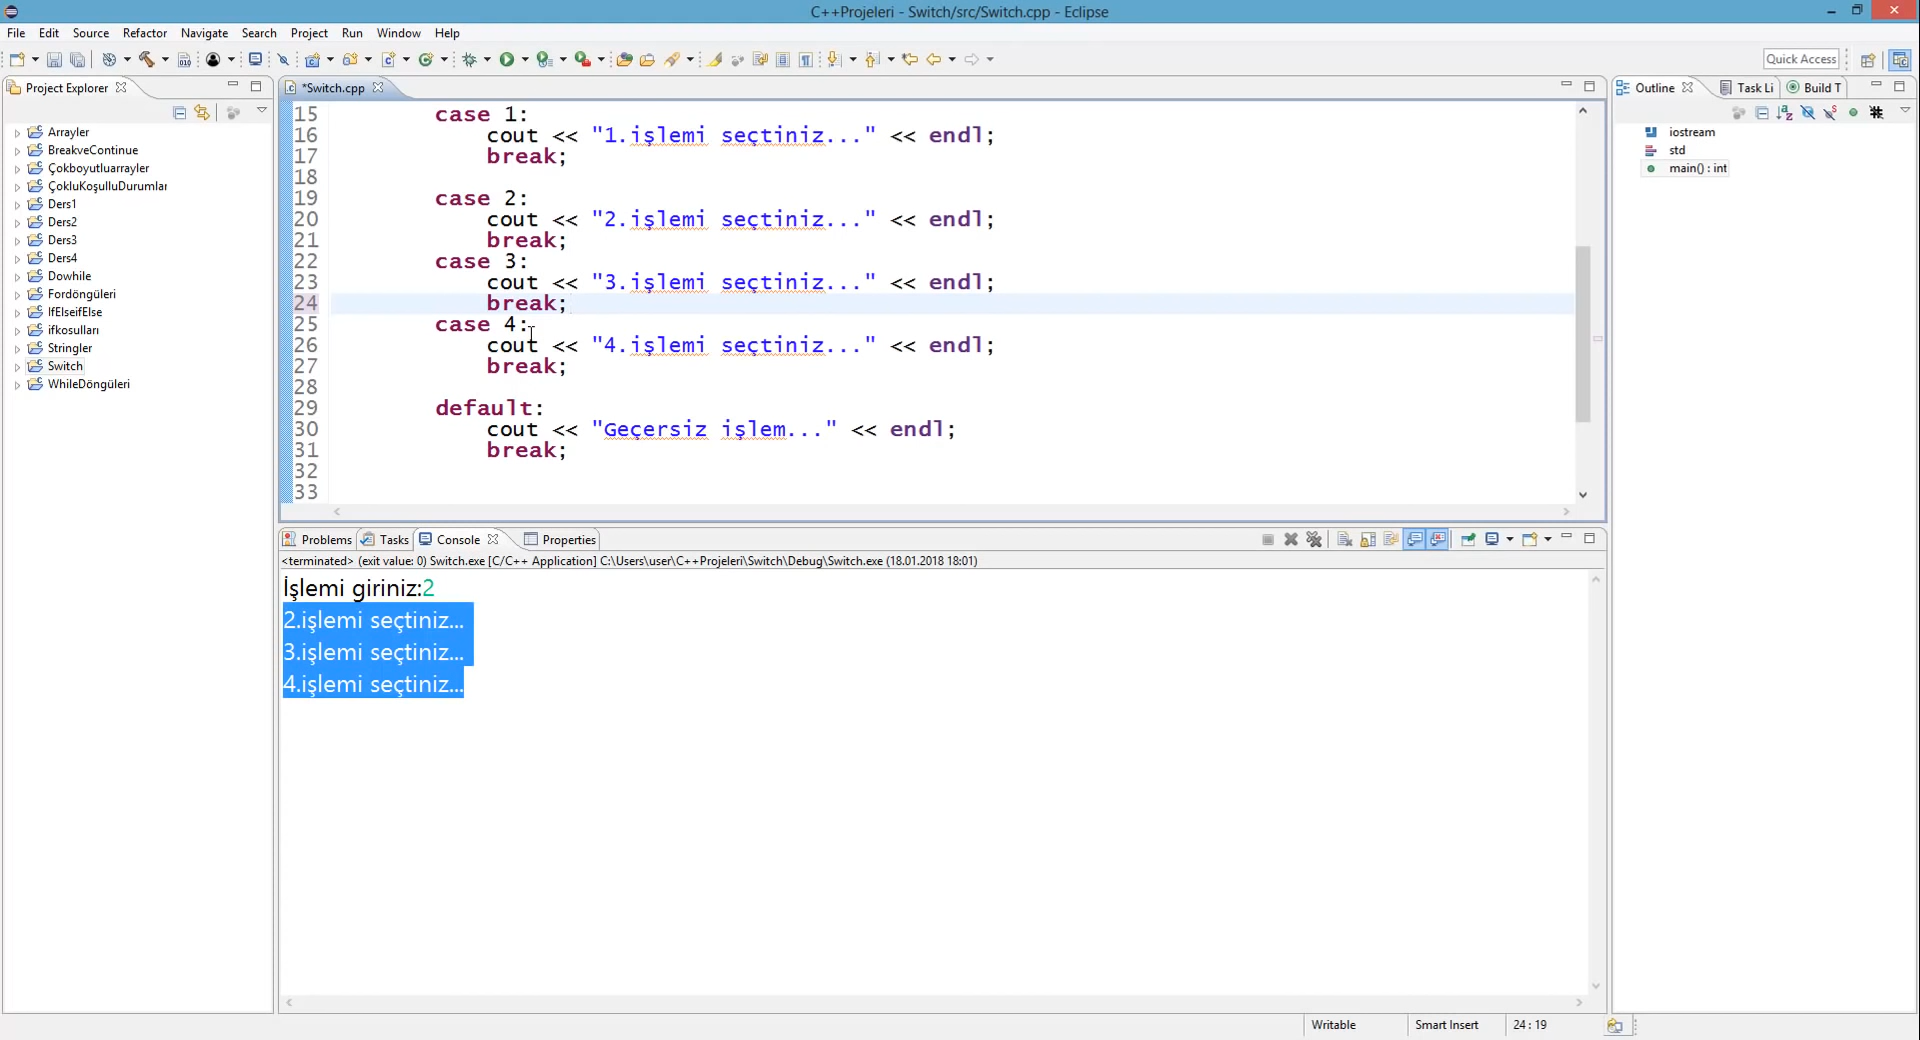 C++Projeleri - Switch/src/Switch.cpp - Eclipse
File Edit Source Refactor Navigate Search Project Run Window Help
Quick Access
Project Explorer
Arrayler
BreakveContinue
Çokboyutluarrayler
ÇokluKoşulluDurumlar
Ders1
Ders2
Ders3
Ders4
Dowhile
Fordöngüleri
IfElseifElse
ifkosulları
Stringler
Switch
WhileDöngüleri
*Switch.cpp
15 case 1:
16 cout << "1.işlemi seçtiniz..." << endl;
17 break;
18
19 case 2:
20 cout << "2.işlemi seçtiniz..." << endl;
21 break;
22 case 3:
23 cout << "3.işlemi seçtiniz..." << endl;
24 break;
25 case 4:
26 cout << "4.işlemi seçtiniz..." << endl;
27 break;
28
29 default:
30 cout << "Geçersiz işlem..." << endl;
31 break;
32
33
Outline Task Li Build T
iostream
std
main() : int
Problems Tasks Console Properties
<terminated> (exit value: 0) Switch.exe [C/C++ Application] C:\Users\user\C++Projeleri\Switch\Debug\Switch.exe (18.01.2018 18:01)
İşlemi giriniz:2
2.işlemi seçtiniz...
3.işlemi seçtiniz...
4.işlemi seçtiniz...
Writable Smart Insert 24 : 19